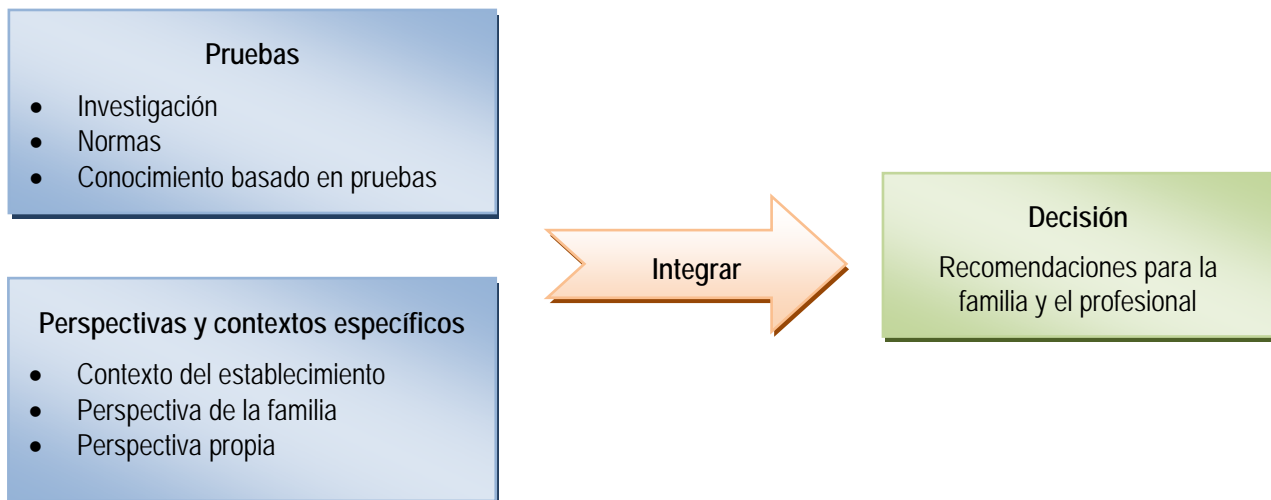 Pruebas
• Investigación
• Normas
• Conocimiento basado en pruebas
Perspectivas y contextos específicos
• Contexto del establecimiento
• Perspectiva de la familia
• Perspectiva propia
Integrar
Decisión
Recomendaciones para la
familia y el profesional